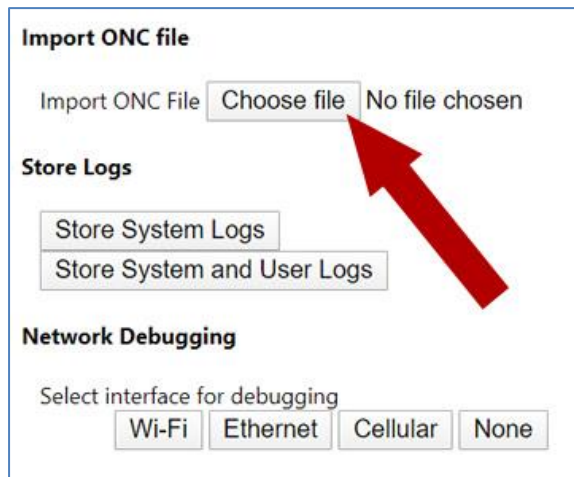 Import ONC file
Import ONC File Choose file No file chosen
Store Logs
Store System Logs
Store System and User Logs
Network Debugging
Select interface for debugging
Wi-Fi Ethernet Cellular None